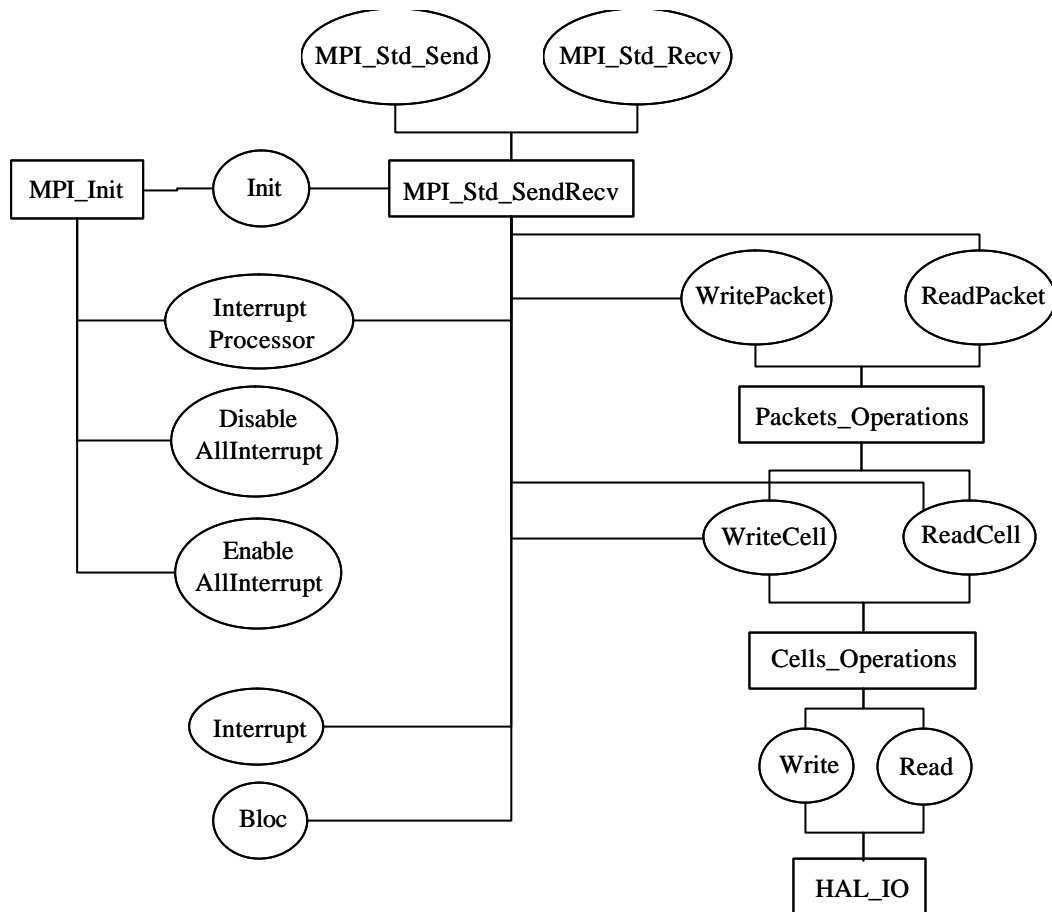 MPI_Std_Send
MPI_Std_Recv
MPI_Init
Init
MPI_Std_SendRecv
Interrupt
Processor
WritePacket
ReadPacket
Disable
AllInterrupt
Packets_Operations
Enable
AllInterrupt
WriteCell
ReadCell
Cells_Operations
Interrupt
Write
Read
Bloc
HAL_IO